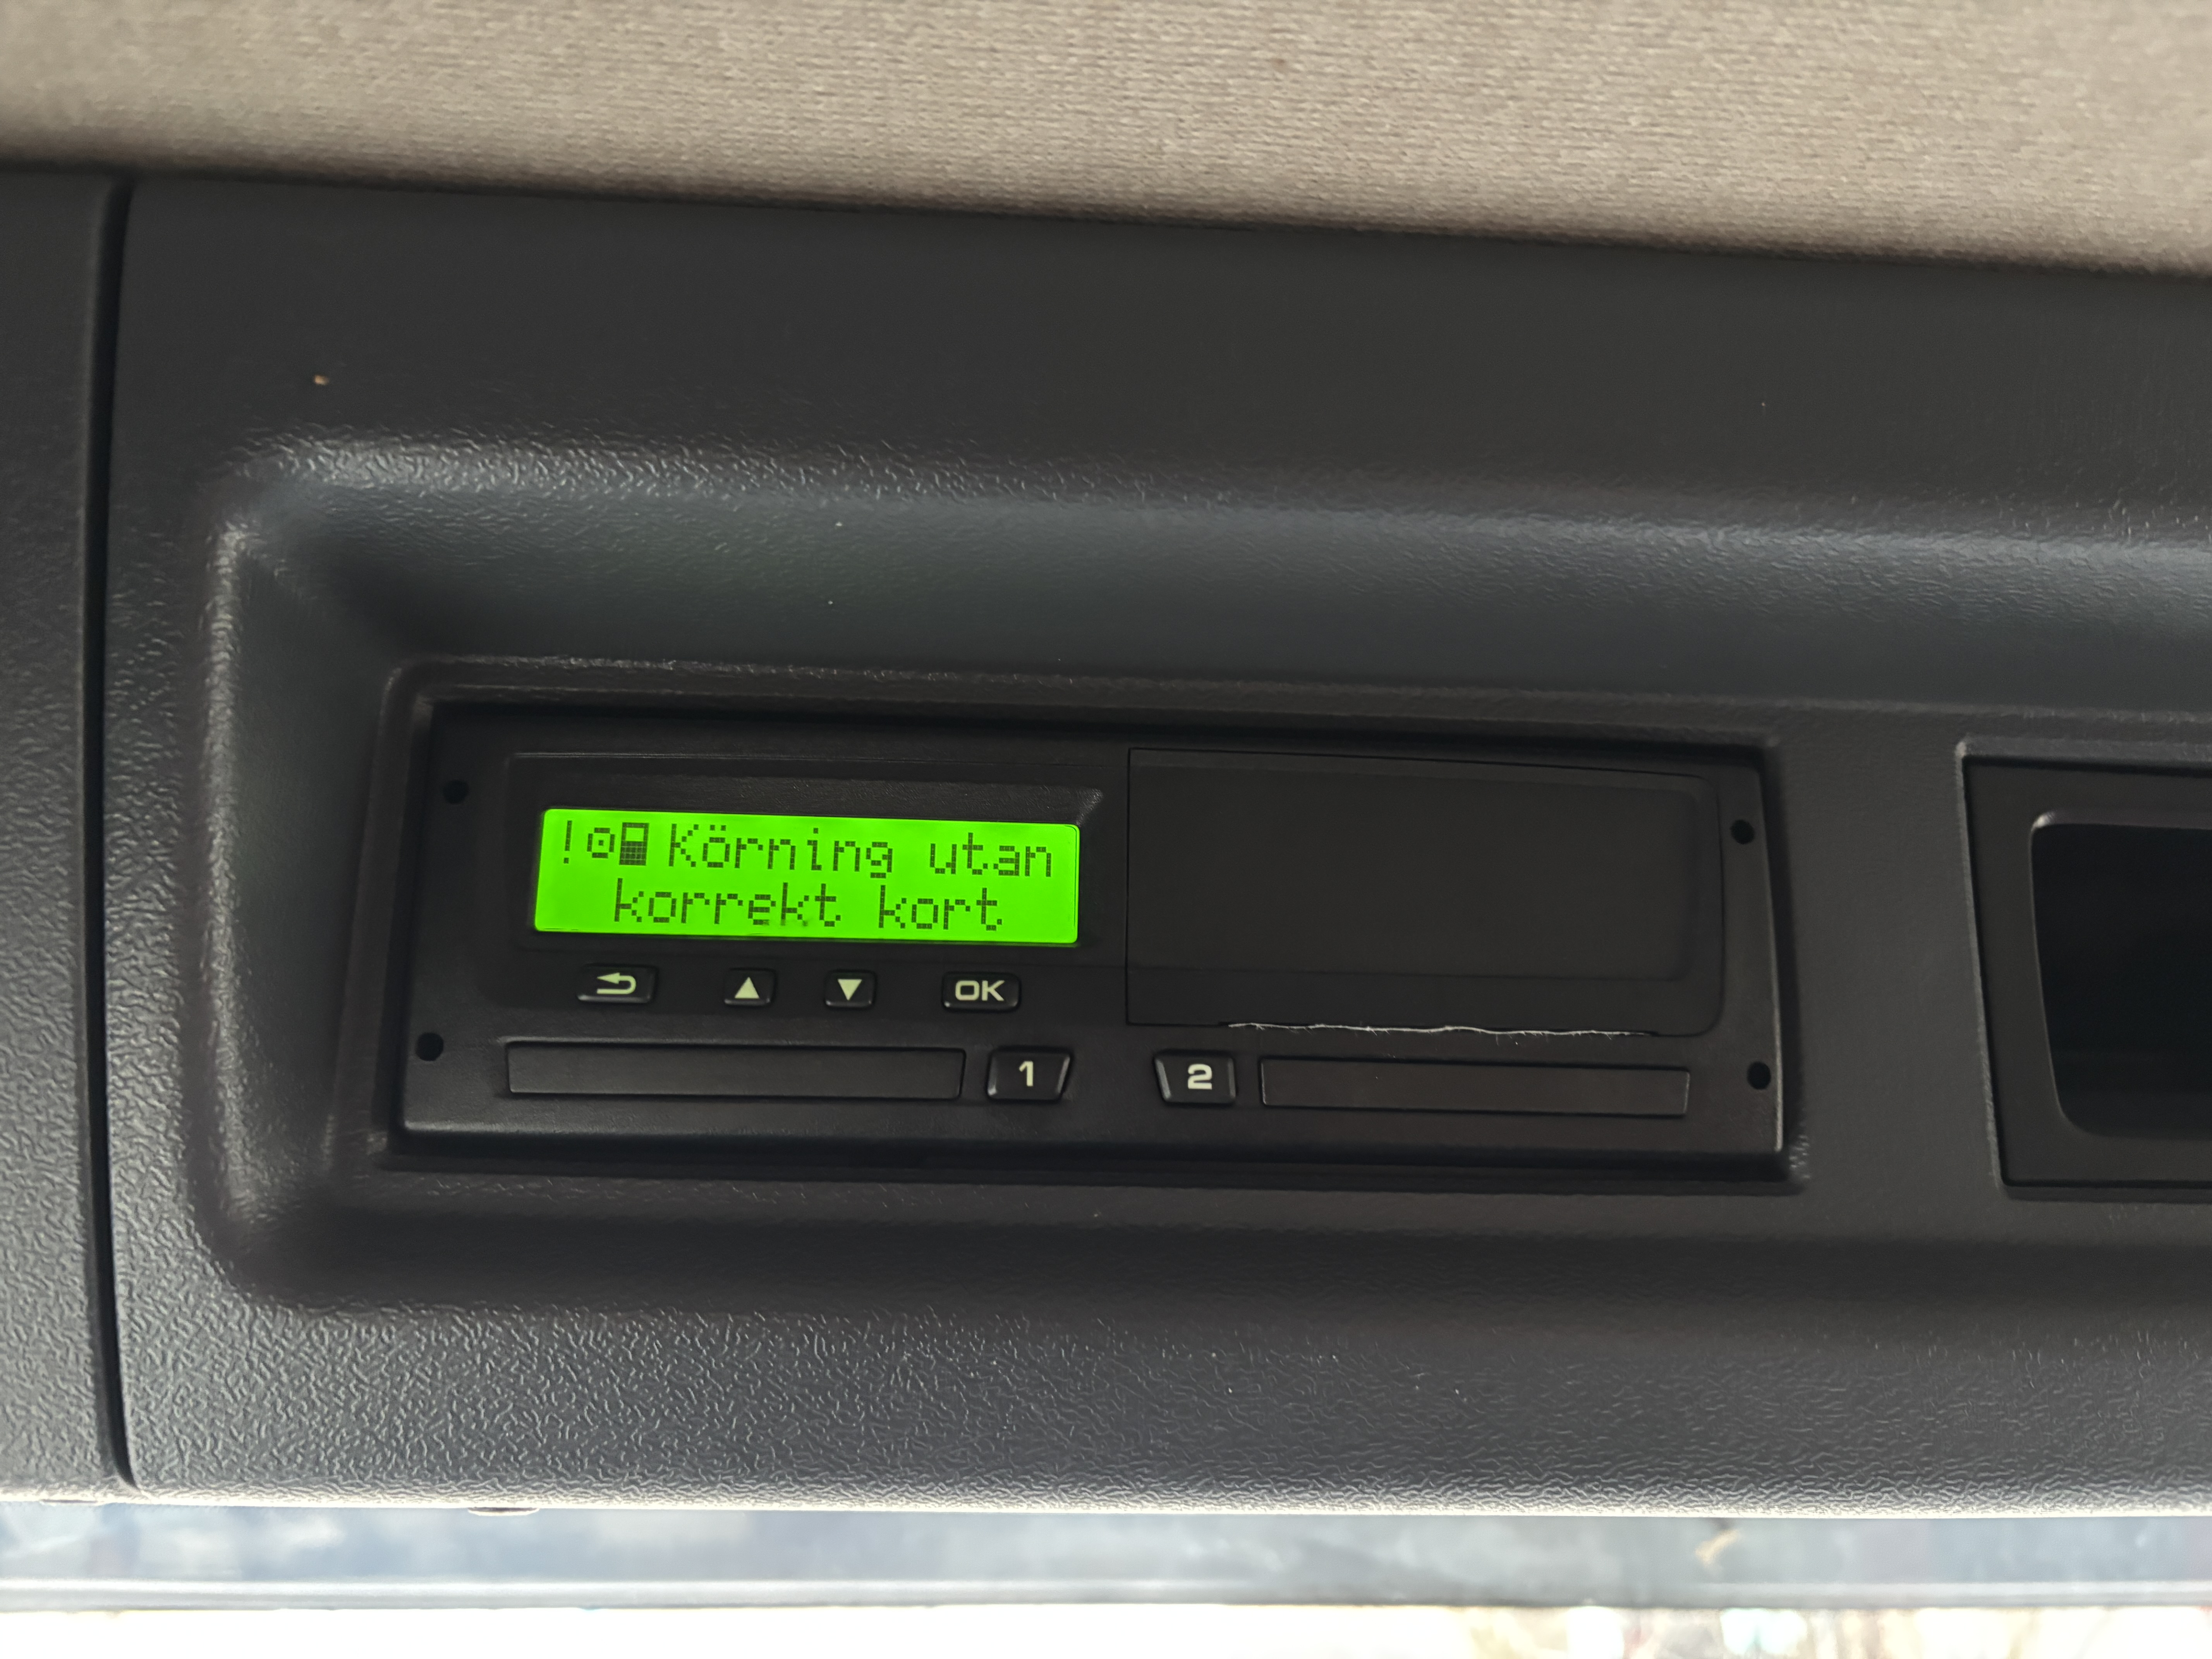 ! Körning utan
korrekt kort
OK
1 2